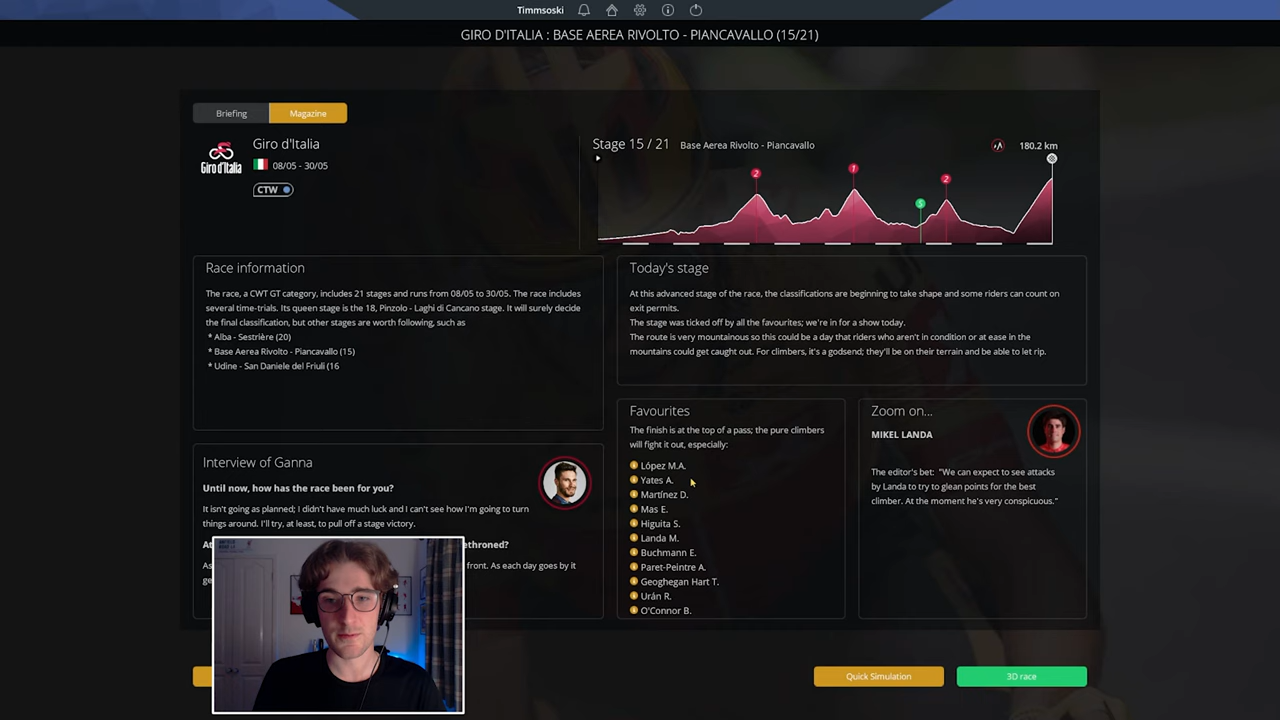 Timmsoski
GIRO D'ITALIA : BASE AEREA RIVOLTO - PIANCAVALLO (15/21)
Briefing
Magazine
Giro d'Italia
Giro d'Italia
08/05 - 30/05
CTW
Stage 15 / 21
Base Aerea Rivolto - Piancavallo
180.2 km
2
1
S
2
Race information
The race, a CWT GT category, includes 21 stages and runs from 08/05 to 30/05. The race includes
several time-trials. Its queen stage is the 18, Pinzolo - Laghi di Cancano stage. It will surely decide
the final classification, but other stages are worth following, such as
* Alba - Sestrière (20)
* Base Aerea Rivolto - Piancavallo (15)
* Udine - San Daniele del Friuli (16
Today's stage
At this advanced stage of the race, the classifications are beginning to take shape and some riders can count on
exit permits.
The stage was ticked off by all the favourites; we're in for a show today.
The route is very mountainous so this could be a day that riders who aren't in condition or at ease in the
mountains could get caught out. For climbers, it's a godsend; they'll be on their terrain and be able to let rip.
Interview of Ganna
Until now, how has the race been for you?
It isn't going as planned; I didn't have much luck and I can't see how I'm going to turn
things around. I'll try, at least, to pull off a stage victory.
ethroned?
front. As each day goes by it
Favourites
The finish is at the top of a pass; the pure climbers
will fight it out, especially:
López M.A.
Yates A.
Martínez D.
Mas E.
Higuita S.
Landa M.
Buchmann E.
Paret-Peintre A.
Geoghegan Hart T.
Urán R.
O'Connor B.
Zoom on...
MIKEL LANDA
The editor's bet: "We can expect to see attacks
by Landa to try to glean points for the best
climber. At the moment he's very conspicuous."
Quick Simulation
3D race